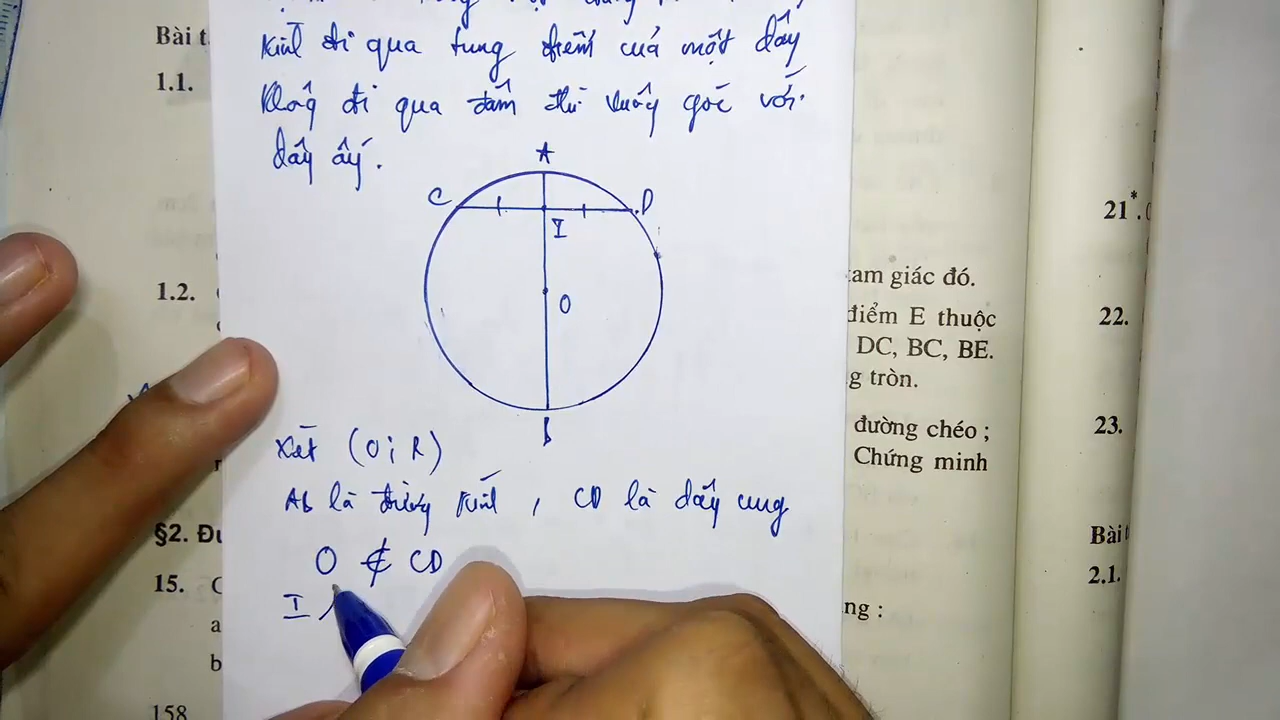 Bài t
1.1.
kính đi qua trung điểm của một dây
không đi qua tâm thì vuông góc với
dây ấy.
A
C
D
I
O
B
1.2.
21*.
tam giác đó.
điểm E thuộc
22.
DC, BC, BE.
g tròn.
đường chéo ;
23.
Chứng minh
Xét (O; R)
AB là đường kính, CD là dây cung
O ∉ CD
I
§2. Đư
15. C
a
b
158
Bài t
2.1.
ng :